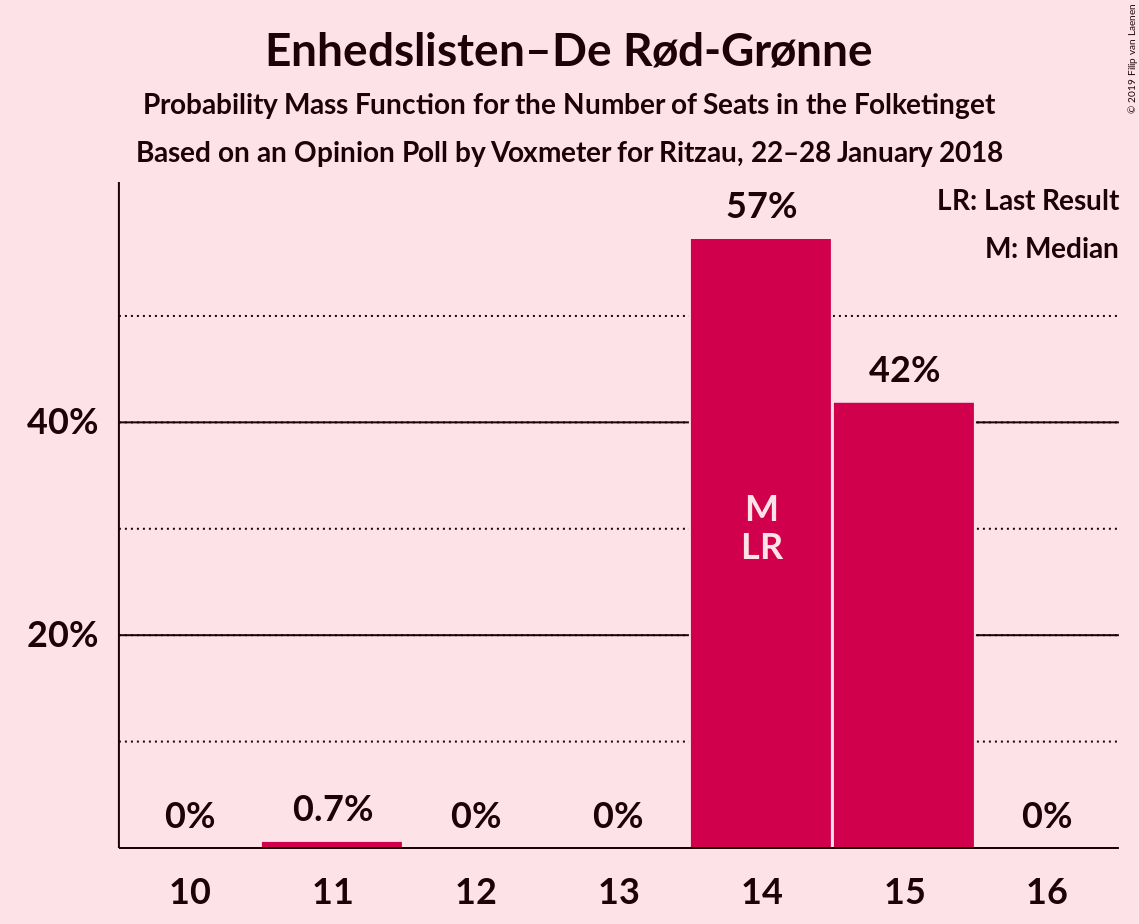 Enhedslisten–De Rød-Grønne
Probability Mass Function for the Number of Seats in the Folketinget
Based on an Opinion Poll by Voxmeter for Ritzau, 22–28 January 2018
© 2019 Filip van Laenen
LR: Last Result
M: Median
57%
42%
40%
M
LR
20%
0% 0.7% 0% 0% 0%
10 11 12 13 14 15 16